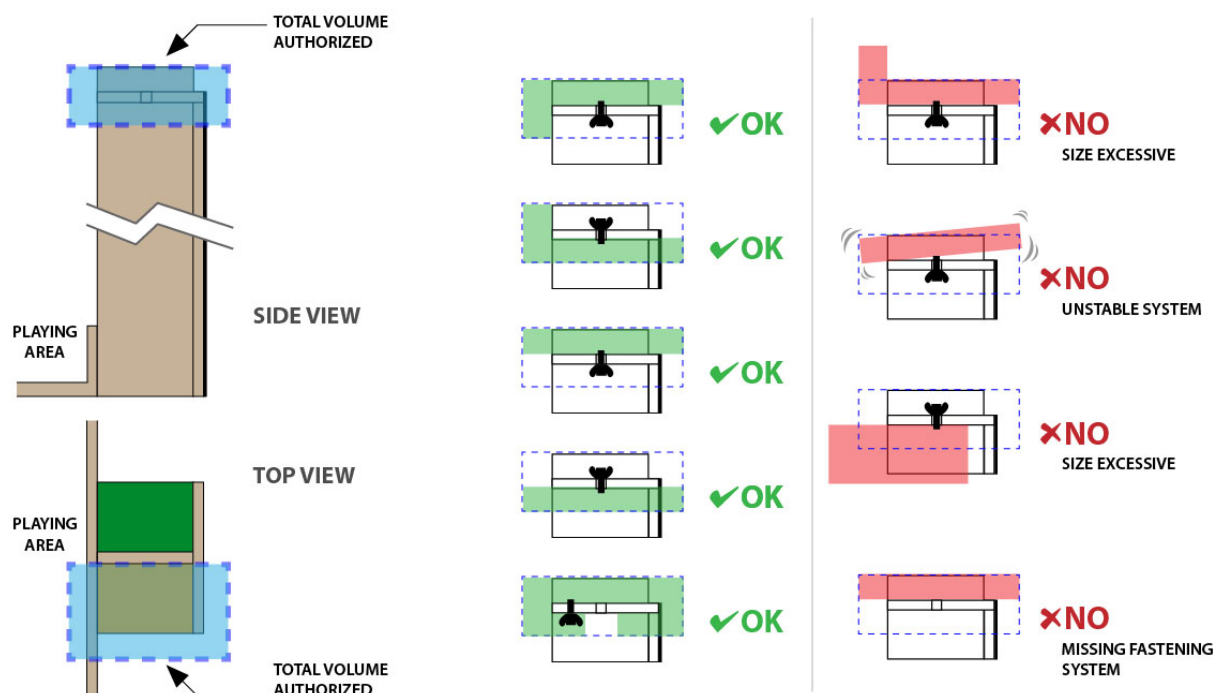 TOTAL VOLUME
AUTHORIZED
SIDE VIEW
PLAYING
AREA
TOP VIEW
PLAYING
AREA
TOTAL VOLUME
AUTHORIZED
OK
OK
OK
OK
OK
NO
SIZE EXCESSIVE
NO
UNSTABLE SYSTEM
NO
SIZE EXCESSIVE
NO
MISSING FASTENING
SYSTEM